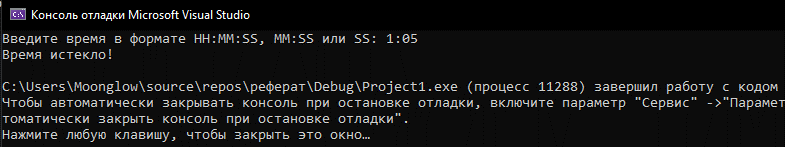 Консоль отладки Microsoft Visual Studio
Введите время в формате HH:MM:SS, MM:SS или SS: 1:05
Время истекло!
C:\Users\Moonglow\source\repos\реферат\Debug\Project1.exe (процесс 11288) завершил работу с кодом
Чтобы автоматически закрывать консоль при остановке отладки, включите параметр "Сервис" ->"Парамет
томатически закрыть консоль при остановке отладки".
Нажмите любую клавишу, чтобы закрыть это окно…